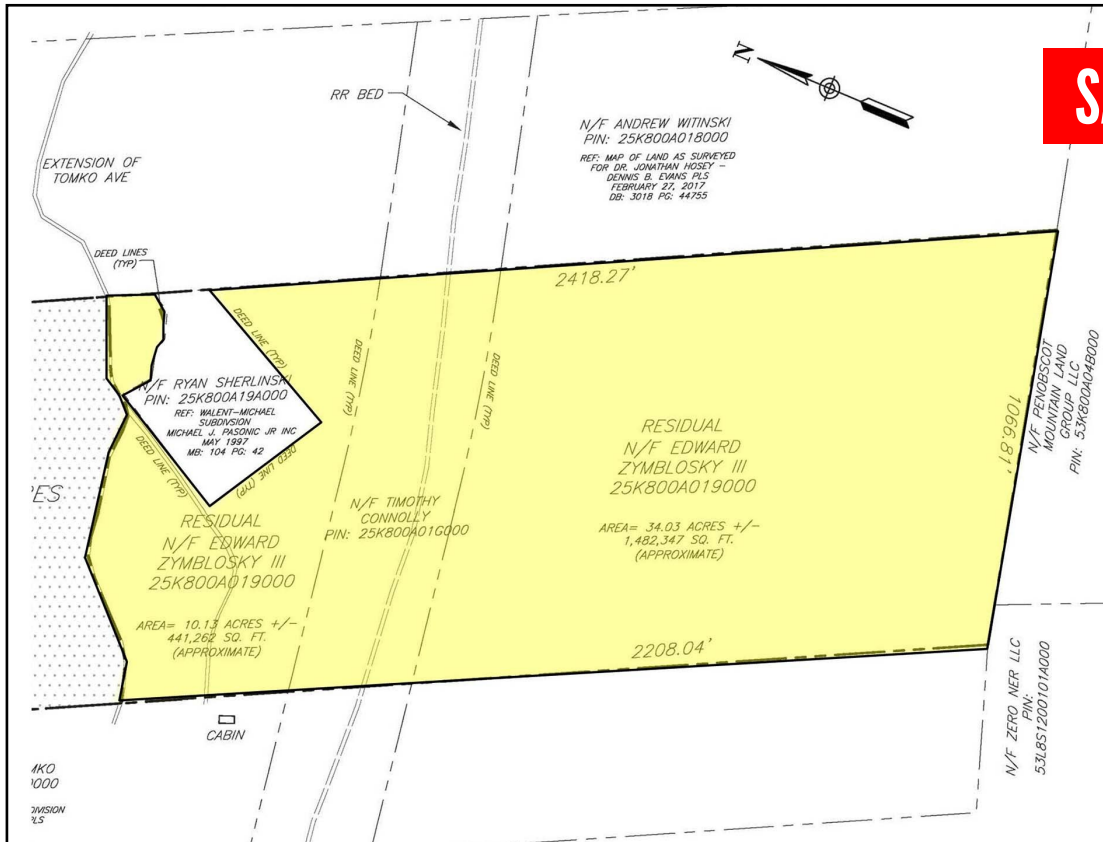 N
S
RR BED
N/F ANDREW WITINSKI
PIN: 25K800A018000
REF: MAP OF LAND AS SURVEYED
FOR DR. JONATHAN HOSEY –
DENNIS B. EVANS PLS
FEBRUARY 27, 2017
DB: 3018 PG: 44755
EXTENSION OF
TOMKO AVE
DEED LINES
(TYP)
2418.27'
DEED LINE (TYP)
DEED LINE (TYP)
DEED LINE (TYP)
N/F RYAN SHERLINSKI
PIN: 25K800A19A000
REF: WALENT–MICHAEL
SUBDIVSION
MICHAEL J. PASONIC JR INC
MAY 1997
MB: 104 PG: 42
DEED LINE (TYP)
DEED LINE (TYP)
1066.81'
N/F PENOBSCOT
MOUNTAIN LAND
GROUP LLC
PIN: 53K800A04B000
RESIDUAL
N/F EDWARD
ZYMBLOSKY III
25K800A019000
AREA= 34.03 ACRES +/–
1,482,347 SQ. FT.
(APPROXIMATE)
ES
N/F TIMOTHY
CONNOLLY
PIN: 25K800A01G000
RESIDUAL
N/F EDWARD
ZYMBLOSKY III
25K800A019000
AREA= 10.13 ACRES +/–
441,262 SQ. FT.
(APPROXIMATE)
2208.04'
N/F ZERO NER LLC
PIN:
53L8S1200101A000
CABIN
MKO
000
DIVISION
PLS